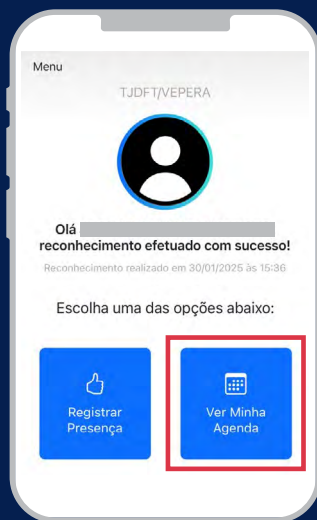 Menu
TJDFT/VEPERA
Olá
reconhecimento efetuado com sucesso!
Reconhecimento realizado em 30/01/2025 às 15:36
Escolha uma das opções abaixo:
Registrar
Presença
Ver Minha
Agenda